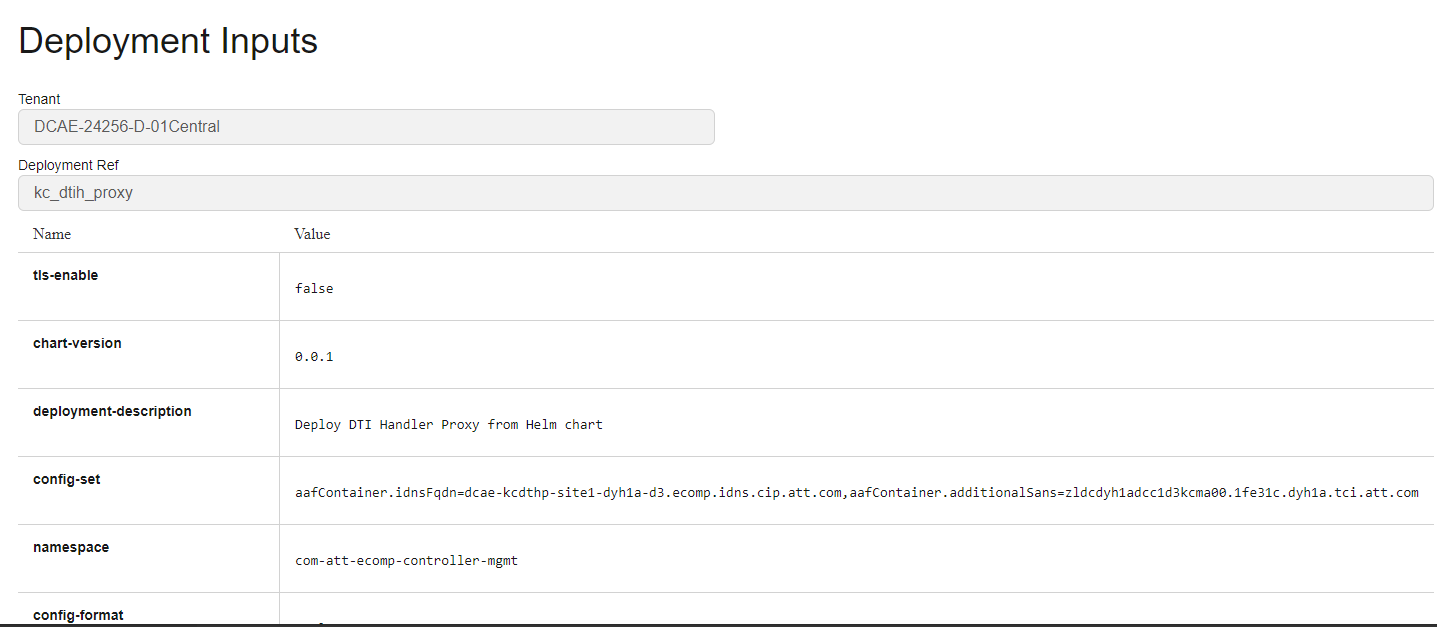 Deployment Inputs
Tenant
DCAE-24256-D-01Central
Deployment Ref
kc_dtih_proxy
Name Value
tls-enable
false
chart-version
0.0.1
deployment-description
Deploy DTI Handler Proxy from Helm chart
config-set
aafContainer.idnsFqdn=dcae-kcdthp-site1-dyh1a-d3.ecomp.idns.cip.att.com,aafContainer.additionalSans=zldcdyh1adcc1d3kcma00.1fe31c.dyh1a.tci.att.com
namespace
com-att-ecomp-controller-mgmt
config-format